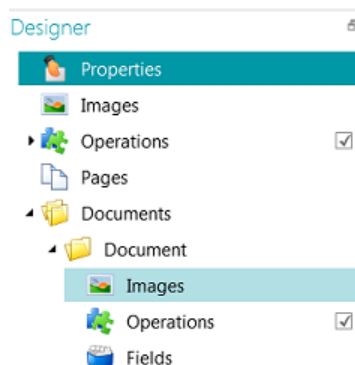 Designer
Properties
Images
Operations
Pages
Documents
Document
Images
Operations
Fields